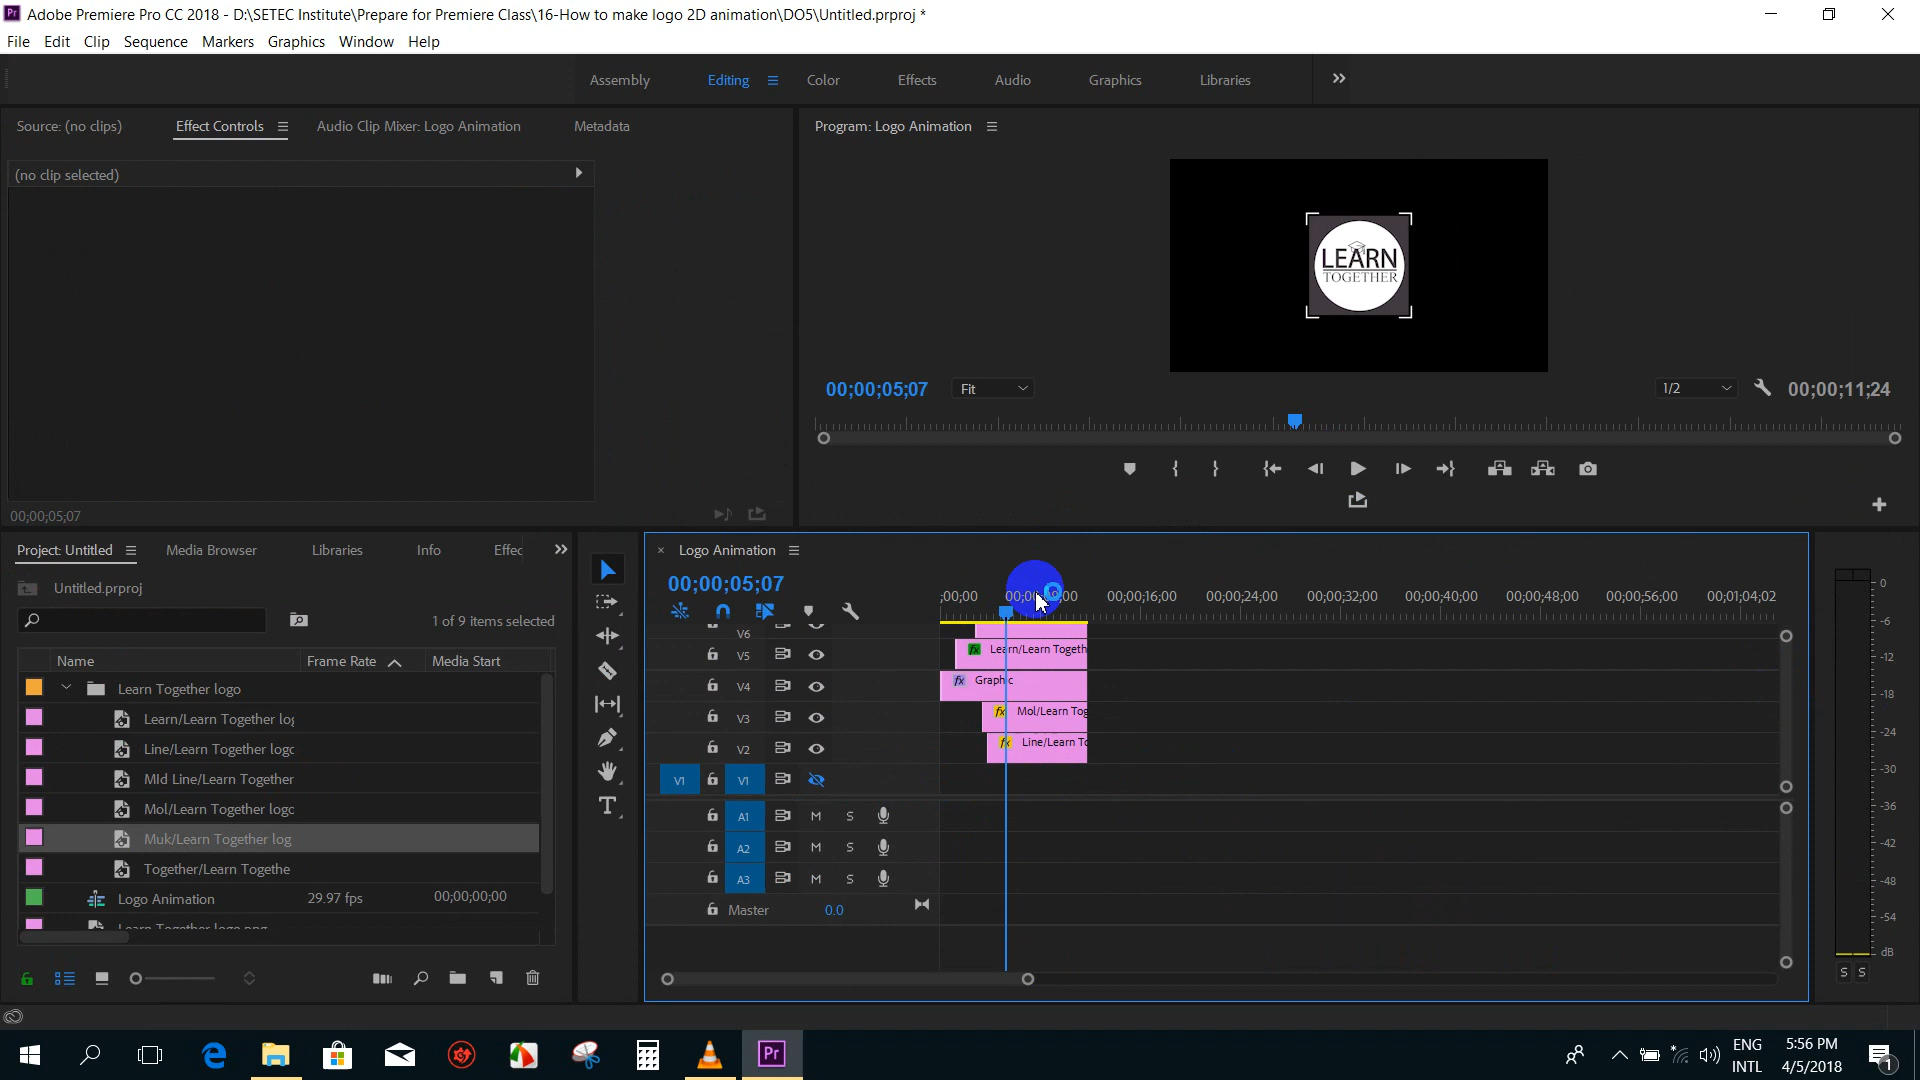 Adobe Premiere Pro CC 2018 - D:\SETEC Institute\Prepare for Premiere Class\16-How to make logo 2D animation\DO5\Untitled.prproj *
File Edit Clip Sequence Markers Graphics Window Help
Assembly Editing Color Effects Audio Graphics Libraries
Source: (no clips) Effect Controls Audio Clip Mixer: Logo Animation Metadata
Program: Logo Animation
(no clip selected)
LEARN
TOGETHER
00;00;05;07 Fit 1/2 00;00;11;24
00;00;05;07
Project: Untitled Media Browser Libraries Info Effec
Untitled.prproj
1 of 9 items selected
Name Frame Rate Media Start
Learn Together logo
Learn/Learn Together log
Line/Learn Together logo
MId Line/Learn Together
Mol/Learn Together logo
Muk/Learn Together log
Together/Learn Togethe
Logo Animation 29.97 fps 00;00;00;00
Logo Animation
00;00;05;07
;00;00 00;00;16;00 00;00;24;00 00;00;32;00 00;00;40;00 00;00;48;00 00;00;56;00 00;01;04;02
V6
V5 fx Learn/Learn Togeth
V4 fx Graphic
V3 fx Mol/Learn Tog
V2 fx Line/Learn To
V1 V1
A1 M S
A2 M S
A3 M S
Master 0.0
0
-6
-12
-18
-24
-30
-36
-42
-48
-54
dB
S S
Pr
ENG
INTL
5:56 PM
4/5/2018
1